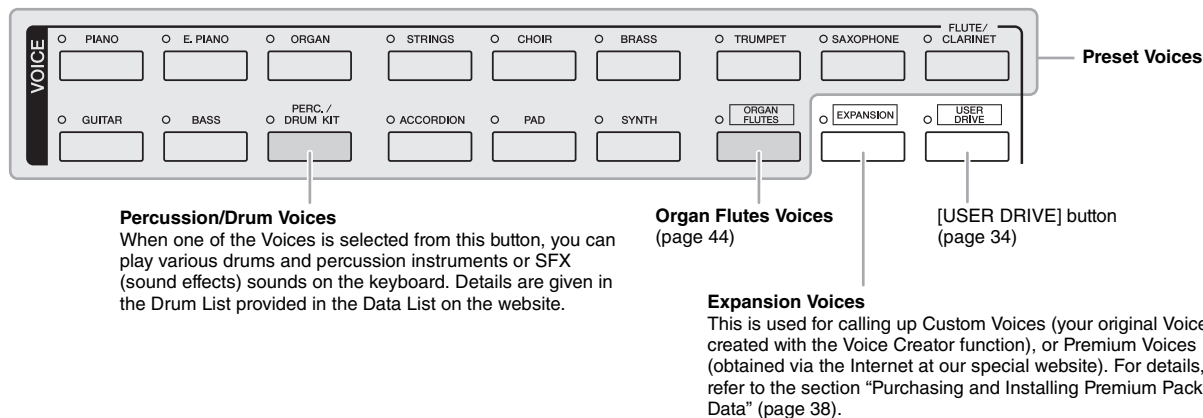 VOICE
PIANO E. PIANO ORGAN STRINGS CHOIR BRASS TRUMPET SAXOPHONE FLUTE/
CLARINET
Preset Voices
GUITAR BASS PERC. /
DRUM KIT ACCORDION PAD SYNTH ORGAN
FLUTES EXPANSION USER
DRIVE
Percussion/Drum Voices
When one of the Voices is selected from this button, you can
play various drums and percussion instruments or SFX
(sound effects) sounds on the keyboard. Details are given in
the Drum List provided in the Data List on the website.
Organ Flutes Voices
(page 44)
[USER DRIVE] button
(page 34)
Expansion Voices
This is used for calling up Custom Voices (your original Voice
created with the Voice Creator function), or Premium Voices
(obtained via the Internet at our special website). For details,
refer to the section “Purchasing and Installing Premium Pack
Data” (page 38).